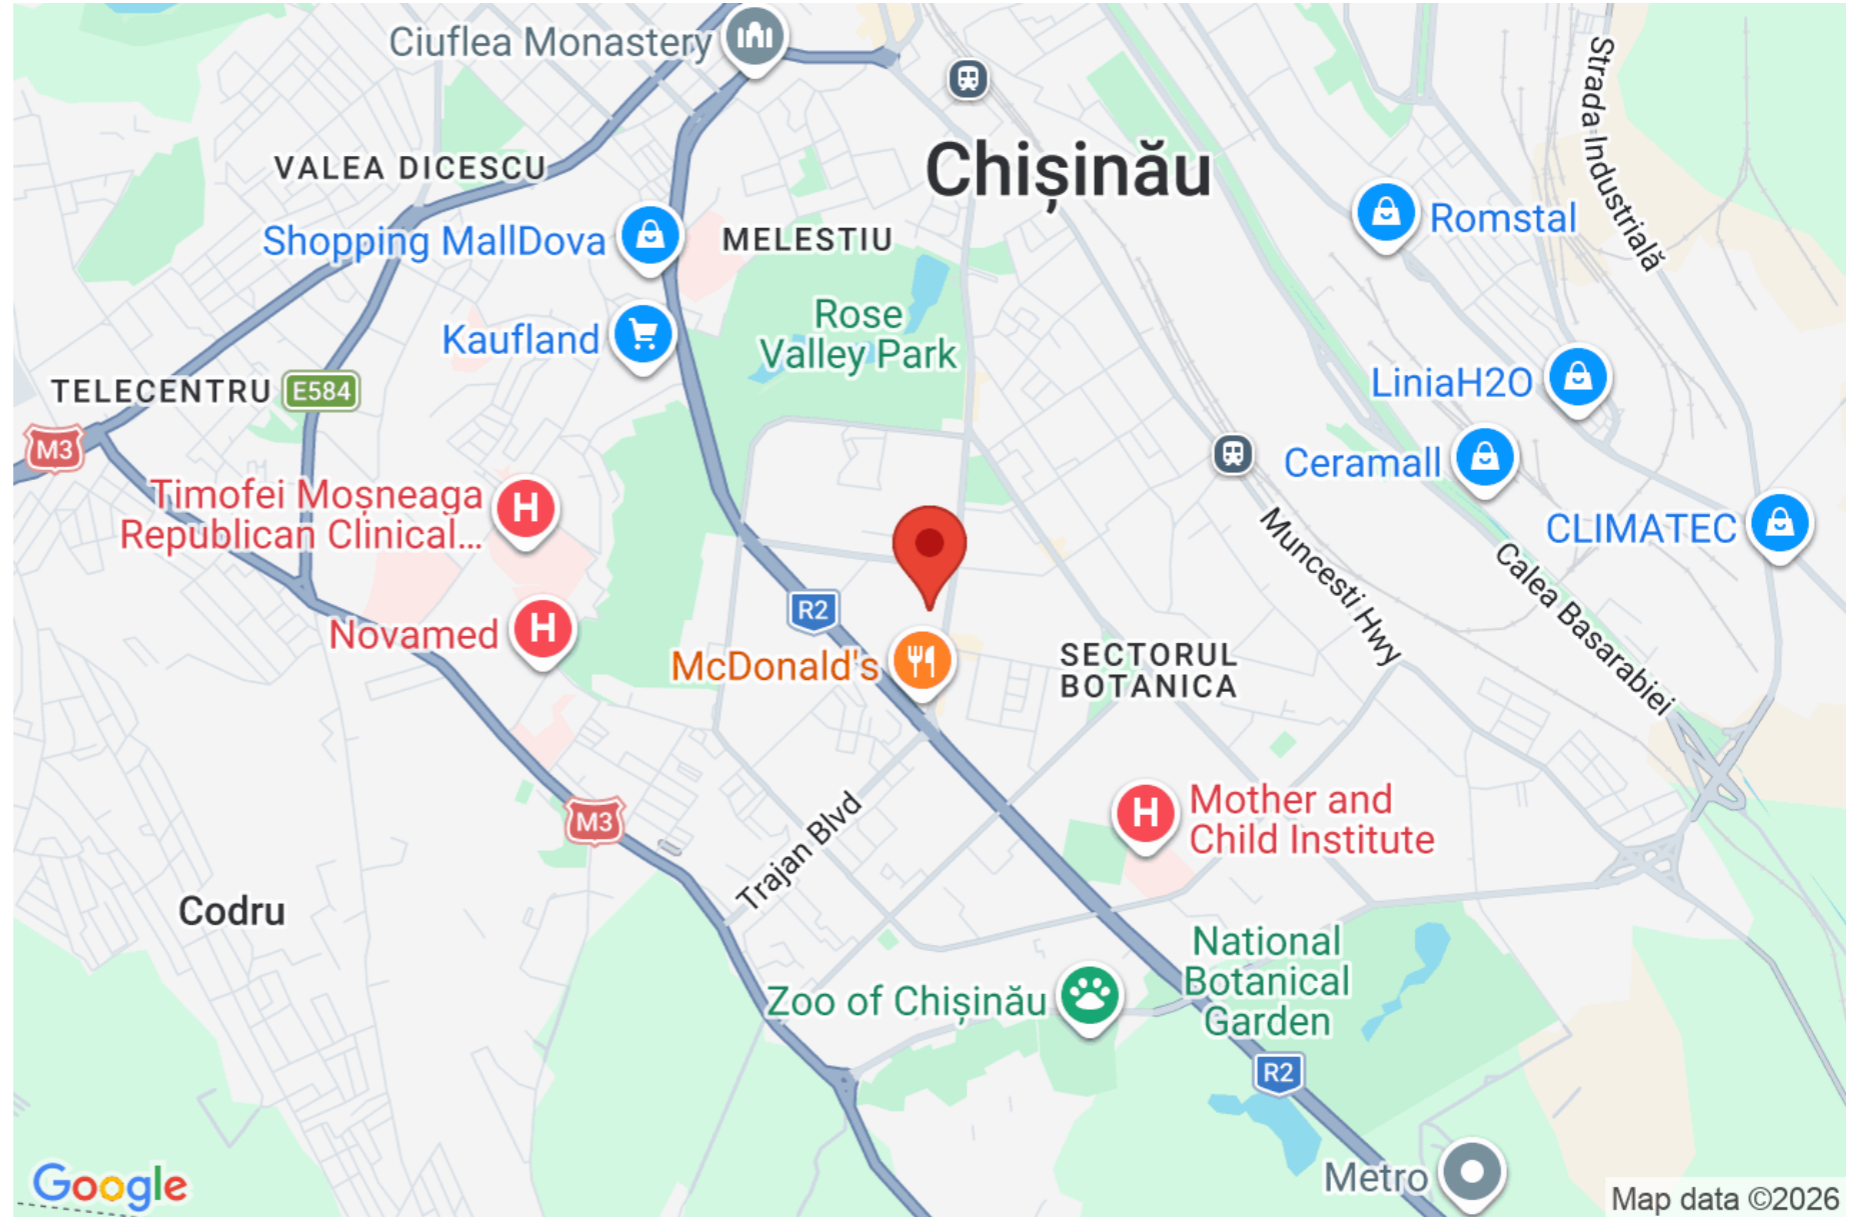 Ciuflea Monastery
Strada Industrială
VALEA DICESCU
Chișinău
Romstal
Shopping MallDova
MELESTIU
Rose
Valley Park
Kaufland
TELECENTRU
E584
LiniaH2O
M3
Ceramall
Timofei Moșneaga
Republican Clinical...
H
CLIMATEC
Muncesti Hwy
Calea Basarabiei
R2
Novamed
H
McDonald's
SECTORUL
BOTANICA
M3
Trajan Blvd
H
Mother and
Child Institute
Codru
National
Botanical
Garden
Zoo of Chișinău
R2
Metro
Google
Map data ©2026